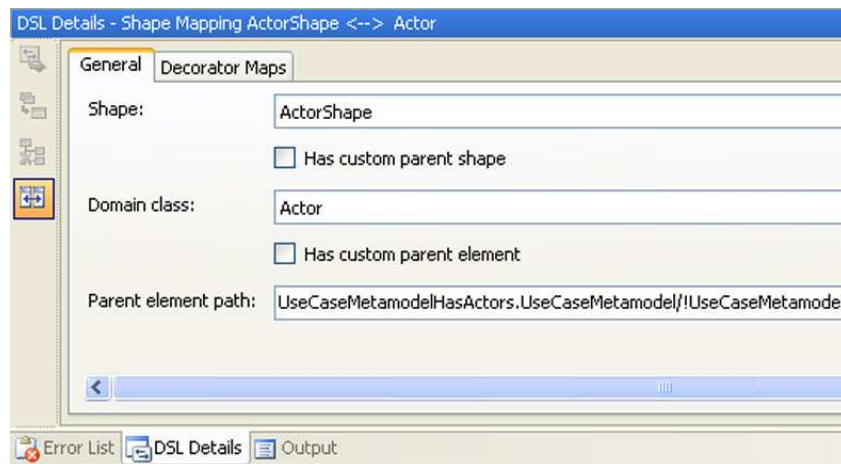 DSL Details - Shape Mapping ActorShape <--> Actor
General Decorator Maps
Shape: ActorShape
Has custom parent shape
Domain class: Actor
Has custom parent element
Parent element path: UseCaseMetamodelHasActors.UseCaseMetamodel/!UseCaseMetamode
Error List DSL Details Output